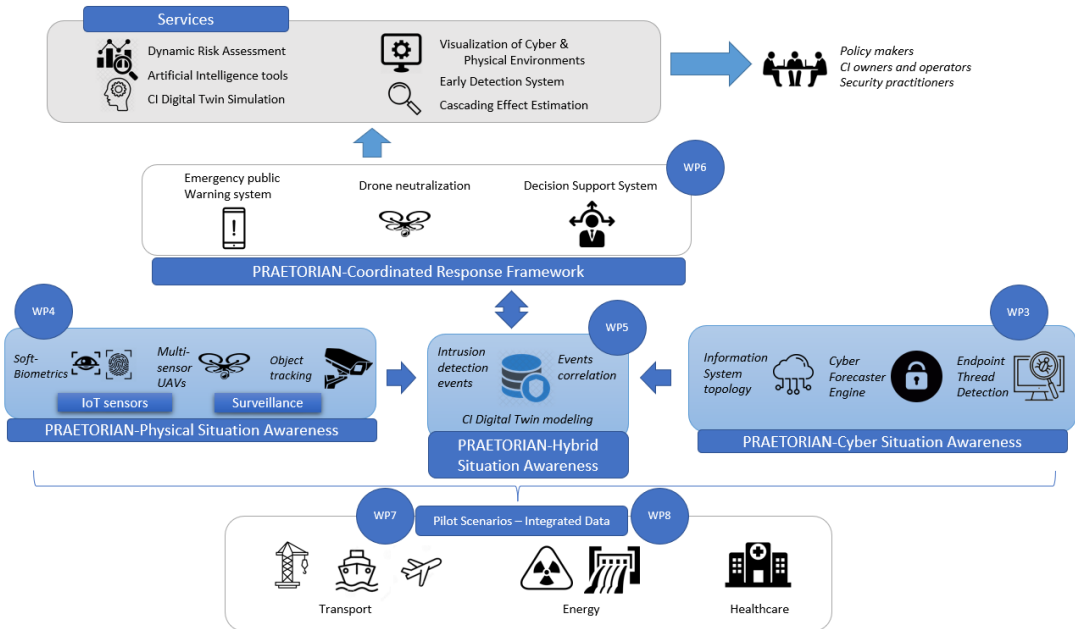 Services
Dynamic Risk Assessment
Artificial Intelligence tools
CI Digital Twin Simulation
Visualization of Cyber &
Physical Environments
Early Detection System
Cascading Effect Estimation
Policy makers
CI owners and operators
Security practitioners
WP6
Emergency public
Warning system
!
Drone neutralization
Decision Support System
PRAETORIAN-Coordinated Response Framework
WP4
Soft-
Biometrics
Multi-
sensor
UAVs
Object
tracking
IoT sensors
Surveillance
PRAETORIAN-Physical Situation Awareness
WP5
Intrusion
detection
events
Events
correlation
CI Digital Twin modeling
PRAETORIAN-Hybrid
Situation Awareness
WP3
Information
System
topology
Cyber
Forecaster
Engine
Endpoint
Thread
Detection
PRAETORIAN-Cyber Situation Awareness
WP7
Pilot Scenarios – Integrated Data
WP8
Transport
Energy
Healthcare